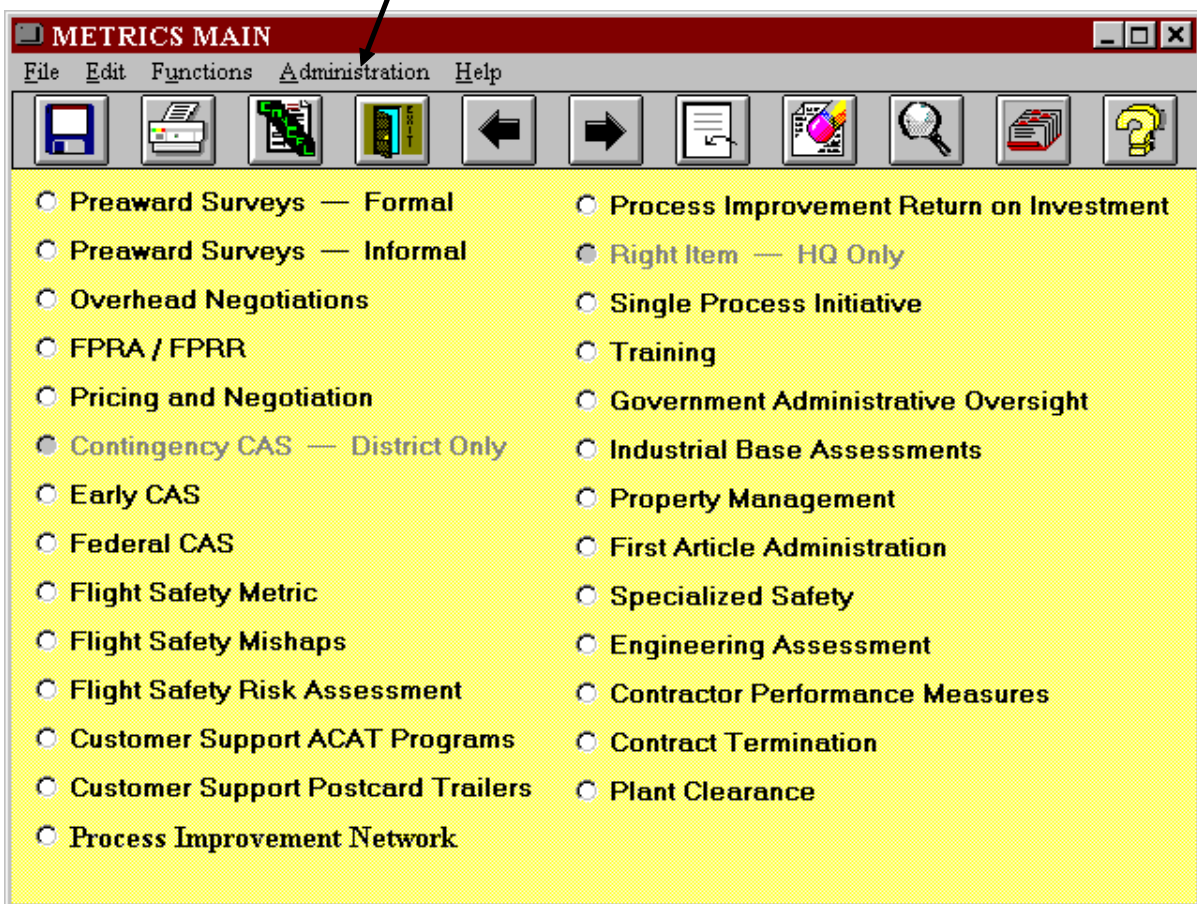 METRICS MAIN
File Edit Functions Administration Help
EXIT
Preaward Surveys — Formal
Preaward Surveys — Informal
Overhead Negotiations
FPRA / FPRR
Pricing and Negotiation
Contingency CAS — District Only
Early CAS
Federal CAS
Flight Safety Metric
Flight Safety Mishaps
Flight Safety Risk Assessment
Customer Support ACAT Programs
Customer Support Postcard Trailers
Process Improvement Network
Process Improvement Return on Investment
Right Item — HQ Only
Single Process Initiative
Training
Government Administrative Oversight
Industrial Base Assessments
Property Management
First Article Administration
Specialized Safety
Engineering Assessment
Contractor Performance Measures
Contract Termination
Plant Clearance